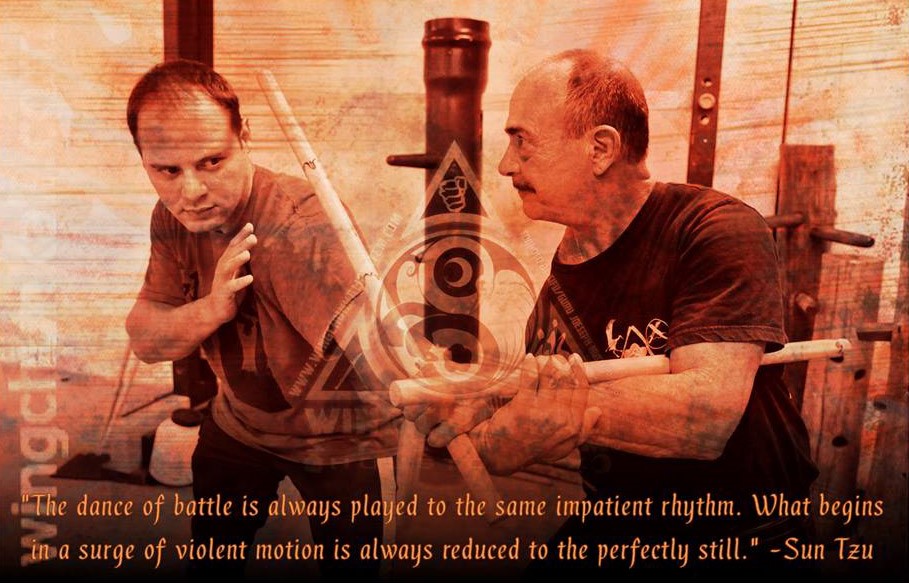 "The dance of battle is always played to the same impatient rhythm. What begins
in a surge of violent motion is always reduced to the perfectly still." -Sun Tzu